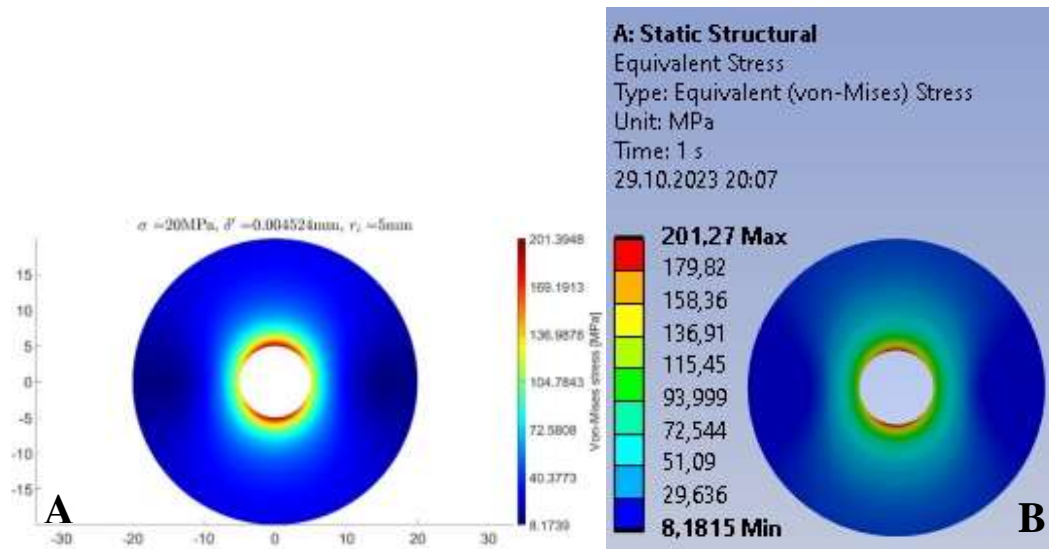 σ =20MPa, δ' =0.004524mm, r_i =5mm
201.3948
169.1913
136.9876
104.7843
72.5808
40.3773
8.1739
Von-Mises stress [MPa]
15
10
5
0
-5
-10
-15
-30
-20
-10
0
10
20
30
A
A: Static Structural
Equivalent Stress
Type: Equivalent (von-Mises) Stress
Unit: MPa
Time: 1 s
29.10.2023 20:07
201,27 Max
179,82
158,36
136,91
115,45
93,999
72,544
51,09
29,636
8,1815 Min
B